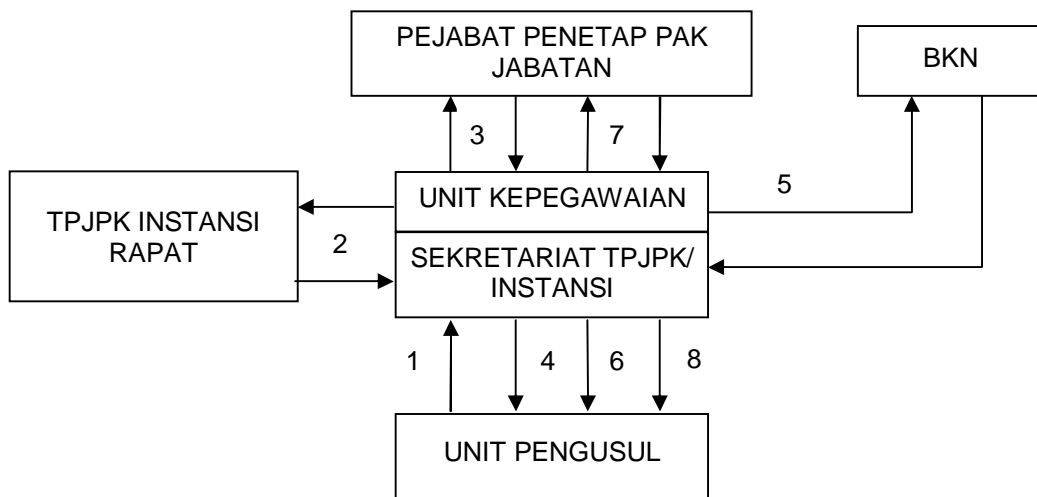 PEJABAT PENETAP PAK
JABATAN
BKN
3
7
UNIT KEPEGAWAIAN
5
TPJPK INSTANSI
RAPAT
2
SEKRETARIAT TPJPK/
INSTANSI
1
4
6
8
UNIT PENGUSUL